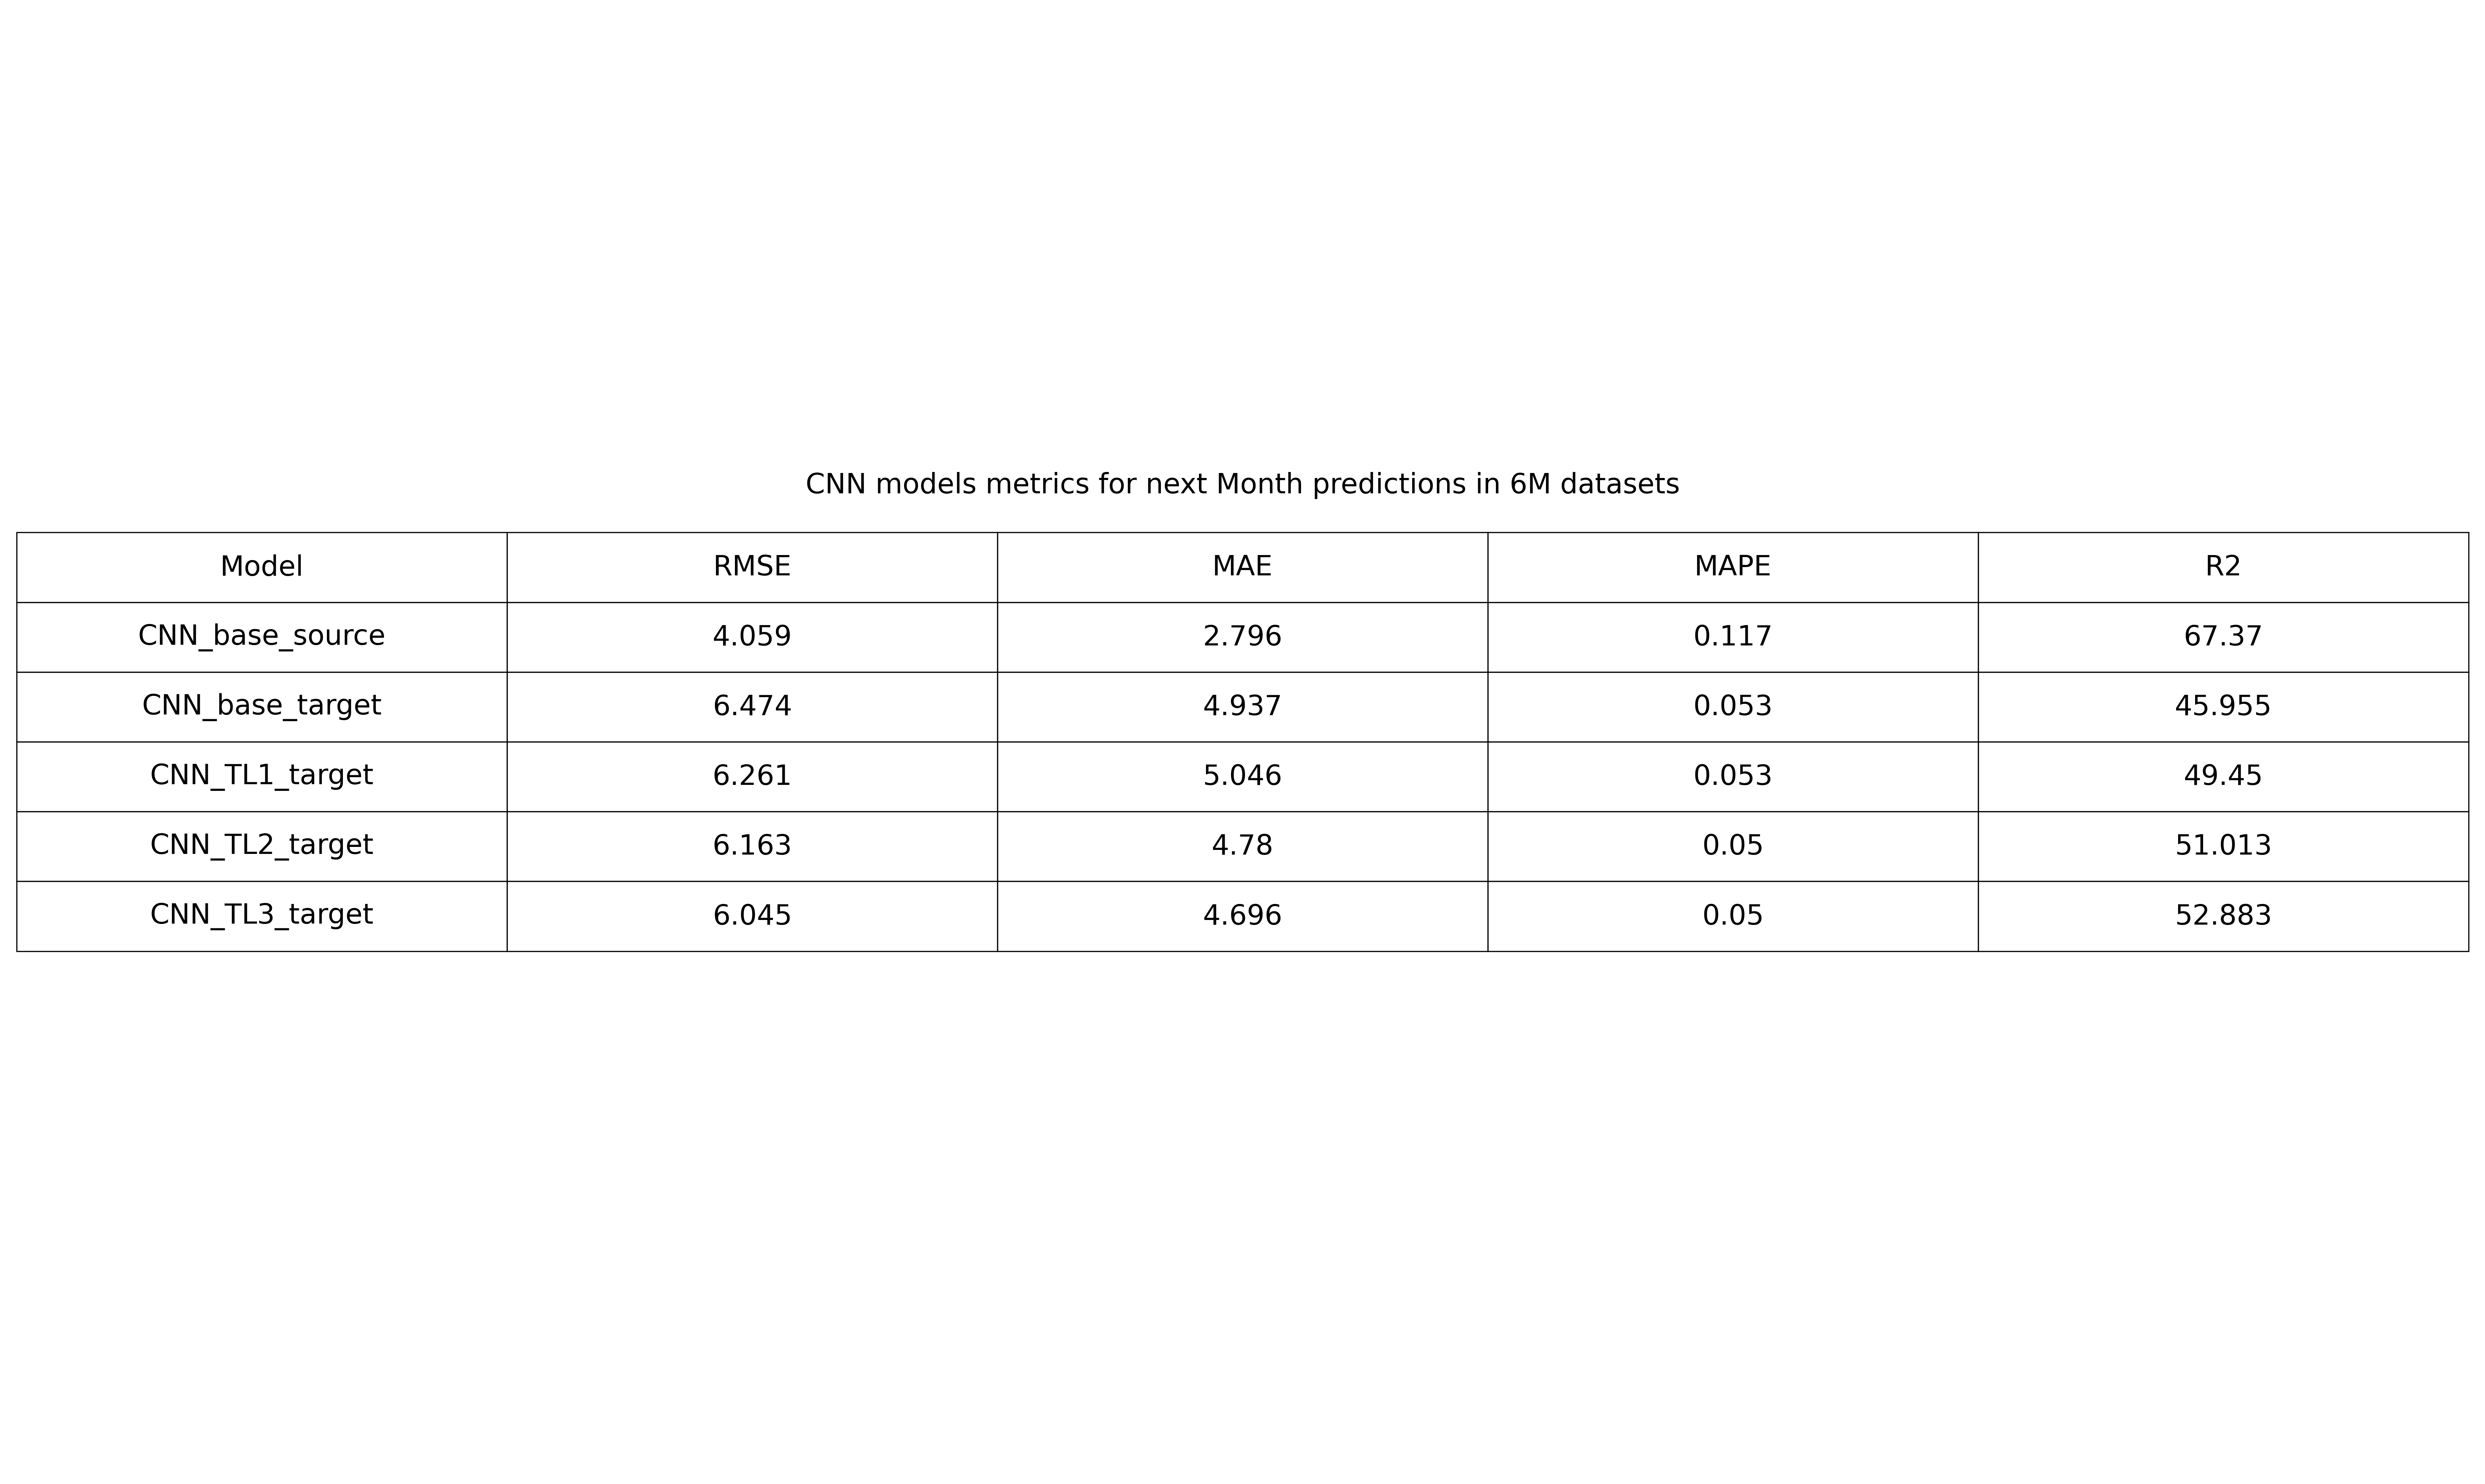 CNN models metrics for next Month predictions in 6M datasets
Model RMSE MAE MAPE R2
CNN_base_source 4.059 2.796 0.117 67.37
CNN_base_target 6.474 4.937 0.053 45.955
CNN_TL1_target 6.261 5.046 0.053 49.45
CNN_TL2_target 6.163 4.78 0.05 51.013
CNN_TL3_target 6.045 4.696 0.05 52.883